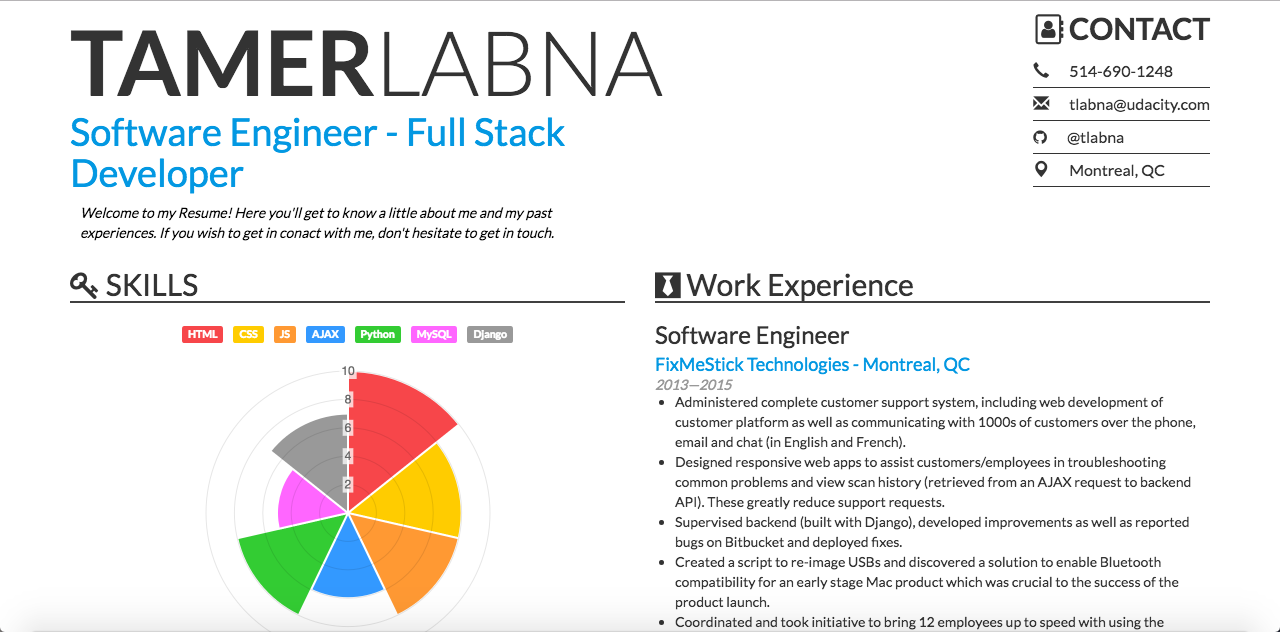 TAMERLABNA
Software Engineer - Full Stack
Developer
Welcome to my Resume! Here you'll get to know a little about me and my past
experiences. If you wish to get in conact with me, don't hesitate to get in touch.
CONTACT
514-690-1248
tlabna@udacity.com
@tlabna
Montreal, QC
SKILLS
HTML CSS JS AJAX Python MySQL Django
10
8
6
4
2
Work Experience
Software Engineer
FixMeStick Technologies - Montreal, QC
2013—2015
• Administered complete customer support system, including web development of
customer platform as well as communicating with 1000s of customers over the phone,
email and chat (in English and French).
• Designed responsive web apps to assist customers/employees in troubleshooting
common problems and view scan history (retrieved from an AJAX request to backend
API). These greatly reduce support requests.
• Supervised backend (built with Django), developed improvements as well as reported
bugs on Bitbucket and deployed fixes.
• Created a script to re-image USBs and discovered a solution to enable Bluetooth
compatibility for an early stage Mac product which was crucial to the success of the
product launch.
• Coordinated and took initiative to bring 12 employees up to speed with using the